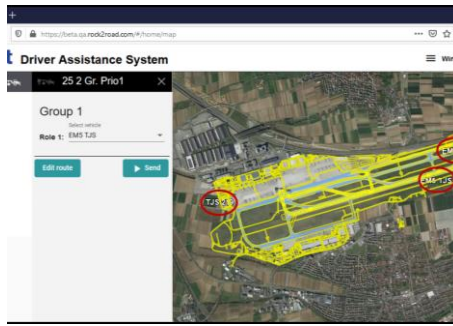 +
https://beta.qa.rock2road.com/#/home/map
t Driver Assistance System
Wi
25 2 Gr. Prio1 ×
Group 1
Select vehicle
Role 1: EM5 TJS
Edit route
Send
TJS
EM5 TJS